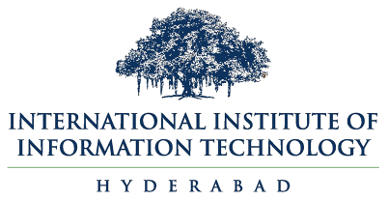 INTERNATIONAL INSTITUTE OF
INFORMATION TECHNOLOGY
HYDERABAD